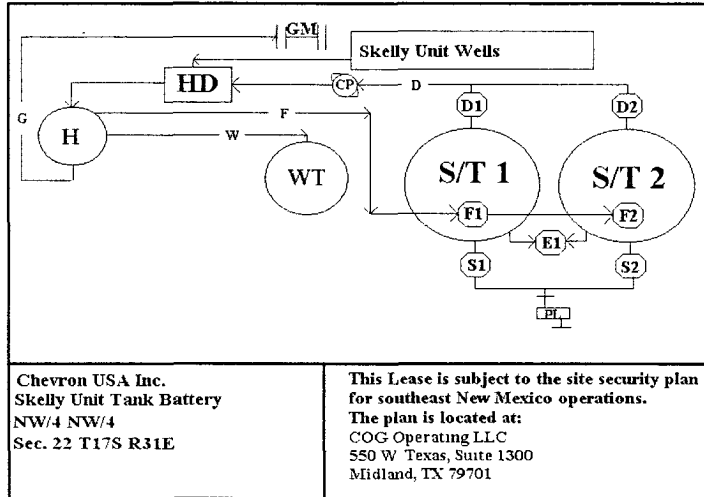 GM
Skelly Unit Wells
HD
CP
D
G
D1
D2
H
F
W
WT
S/T 1
S/T 2
F1
F2
E1
S1
S2
PL
Chevron USA Inc.
Skelly Unit Tank Battery
NW/4 NW/4
Sec. 22 T17S R31E
This Lease is subject to the site security plan
for southeast New Mexico operations.
The plan is located at:
COG Operating LLC
550 W Texas, Suite 1300
Midland, TX 79701